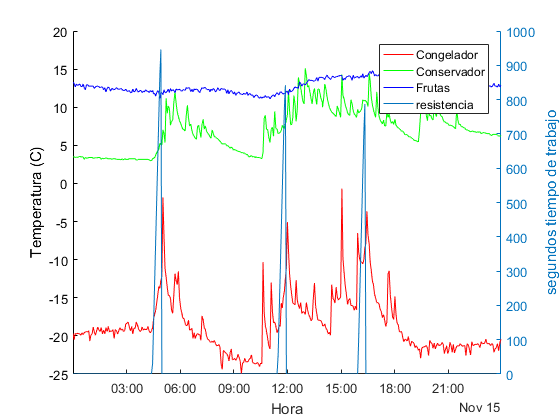 20
15
10
5
0
-5
-10
-15
-20
-25
Temperatura (C)
03:00 06:00 09:00 12:00 15:00 18:00 21:00
Hora
Nov 15
1000
900
800
700
600
500
400
300
200
100
0
segundos tiempo de trabajo
Congelador
Conservador
Frutas
resistencia